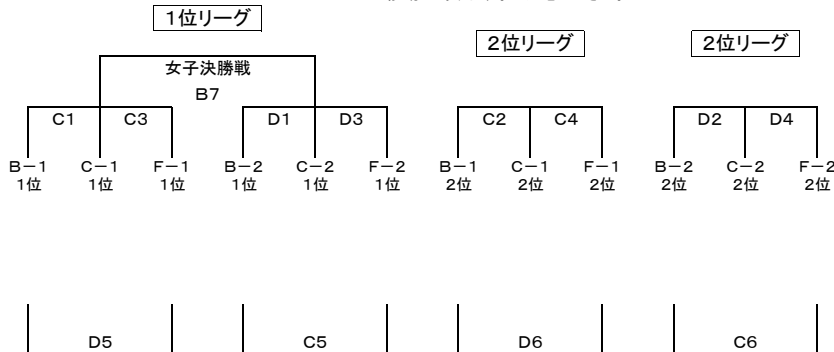 1位リーグ
2位リーグ 2位リーグ
女子決勝戦
B7
C1 C3 D1 D3 C2 C4 D2 D4
B-1 C-1 F-1 B-2 C-2 F-2 B-1 C-1 F-1 B-2 C-2 F-2
1位 1位 1位 1位 1位 1位 2位 2位 2位 2位 2位 2位
D5 C5 D6 C6